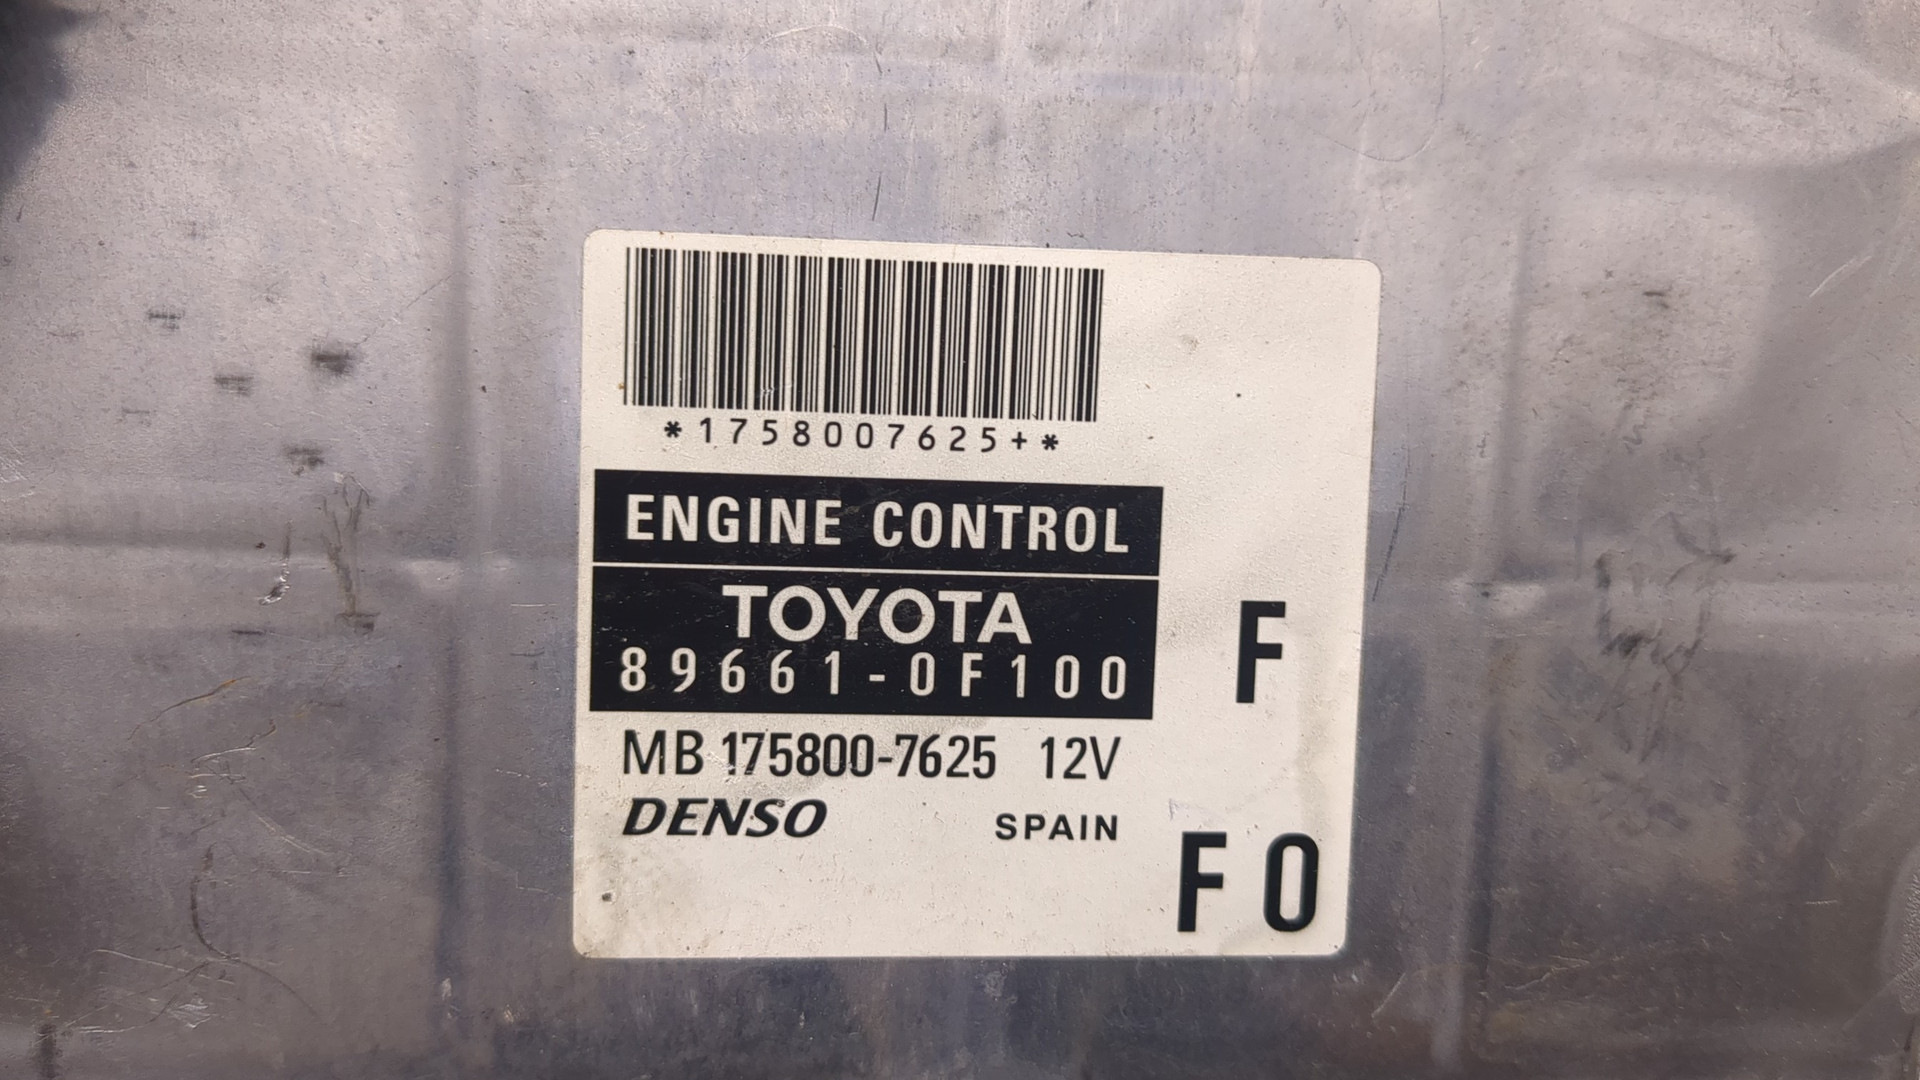 *1758007625+*
ENGINE CONTROL
TOYOTA
89661-0F100
F
MB 175800-7625 12V
DENSO SPAIN
F0